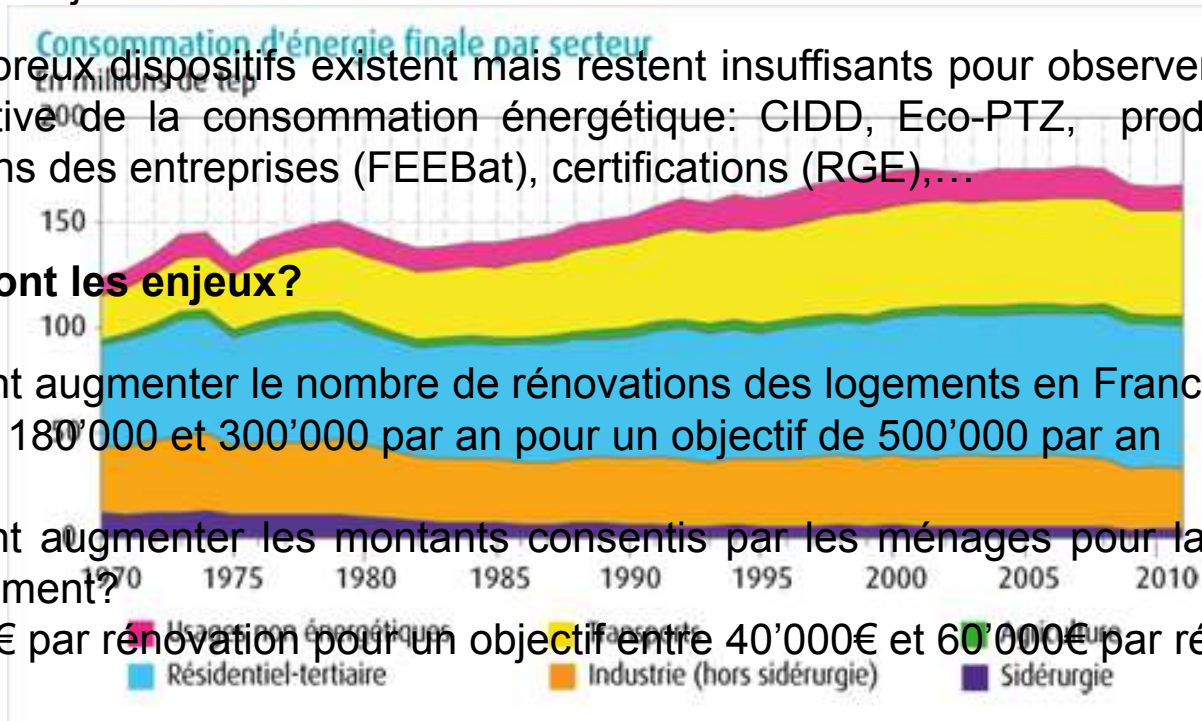 Consommation d'énergie finale par secteur
breux dispositifs existent mais restent insuffisants pour observer
En millions de tep
200
tive de la consommation énergétique: CIDD, Eco-PTZ, prod
ns des entreprises (FEEBat), certifications (RGE),…
150
ont les enjeux?
100
nt augmenter le nombre de rénovations des logements en Franc
50
180’000 et 300’000 par an pour un objectif de 500’000 par an
0
nt augmenter les montants consentis par les ménages pour la
1970 1975 1980 1985 1990 1995 2000 2005 2010
ment?
Usages non énergétiques Transports Agriculture
€ par rénovation pour un objectif entre 40’000€ et 60’000€ par ré
Résidentiel-tertiaire Industrie (hors sidérurgie) Sidérurgie